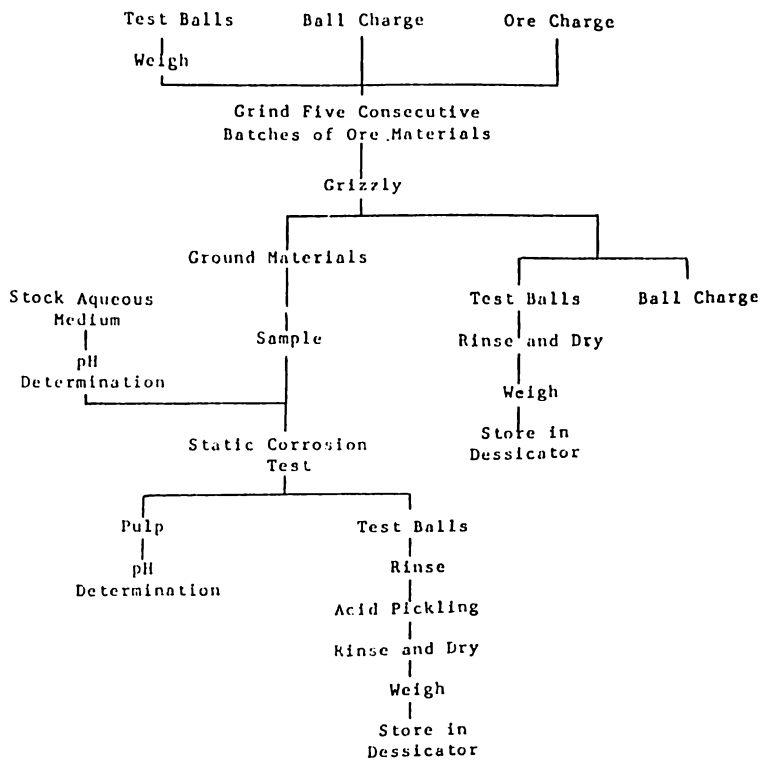 Test Balls
Ball Charge
Ore Charge
Weigh
Grind Five Consecutive
Batches of Ore Materials
Grizzly
Ground Materials
Stock Aqueous
Medium
Test Balls
Ball Charge
Sample
Rinse and Dry
pH
Determination
Weigh
Static Corrosion
Test
Store in
Dessicator
Pulp
Test Balls
pH
Determination
Rinse
Acid Pickling
Rinse and Dry
Weigh
Store in
Dessicator